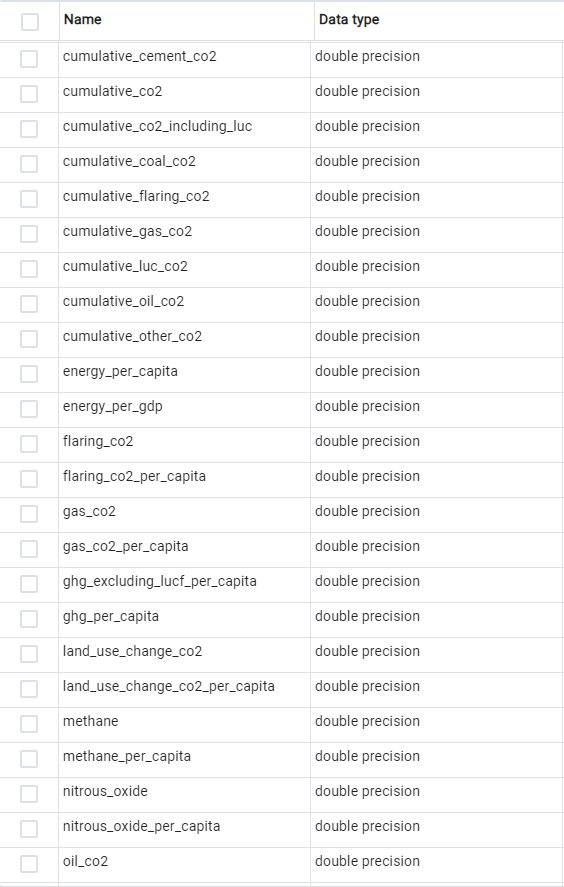 Name Data type
cumulative_cement_co2 double precision
cumulative_co2 double precision
cumulative_co2_including_luc double precision
cumulative_coal_co2 double precision
cumulative_flaring_co2 double precision
cumulative_gas_co2 double precision
cumulative_luc_co2 double precision
cumulative_oil_co2 double precision
cumulative_other_co2 double precision
energy_per_capita double precision
energy_per_gdp double precision
flaring_co2 double precision
flaring_co2_per_capita double precision
gas_co2 double precision
gas_co2_per_capita double precision
ghg_excluding_lucf_per_capita double precision
ghg_per_capita double precision
land_use_change_co2 double precision
land_use_change_co2_per_capita double precision
methane double precision
methane_per_capita double precision
nitrous_oxide double precision
nitrous_oxide_per_capita double precision
oil_co2 double precision